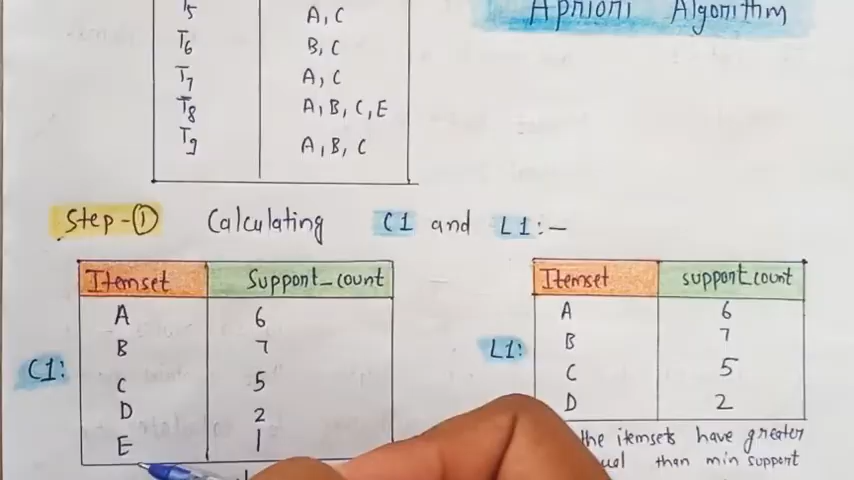 T5 A, C
Apriori Algorithm
T6 B, C
T7 A, C
T8 A, B, C, E
T9 A, B, C
Step-① Calculating C1 and L1:-
Itemset Support_count
A 6
B 7
C 5
D 2
E 1
C1:
Itemset support_count
A 6
B 7
C 5
D 2
L1:
the itemsets have greater
than min support